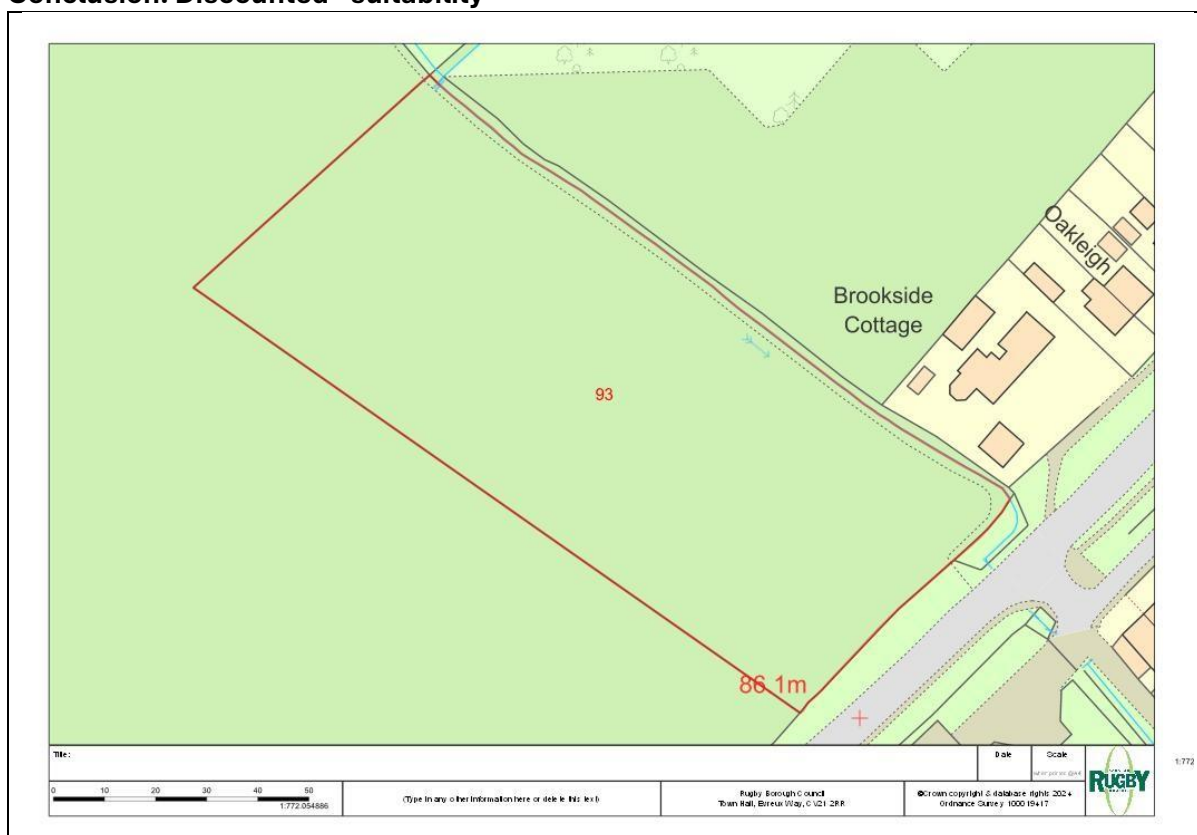 Conclusion: Discounted - suitability
Oakleigh
Brookside
Cottage
93
86.1m
Title:
Date
Scale
1:772
0 10 20 30 40 50
1:772.054886
(Type in any other information here or delete this text)
Rugby Borough Council
Town Hall, Evreux Way, CV21 2RR
©Crown copyright & database rights 2024
Ordnance Survey 100019417
RUGBY